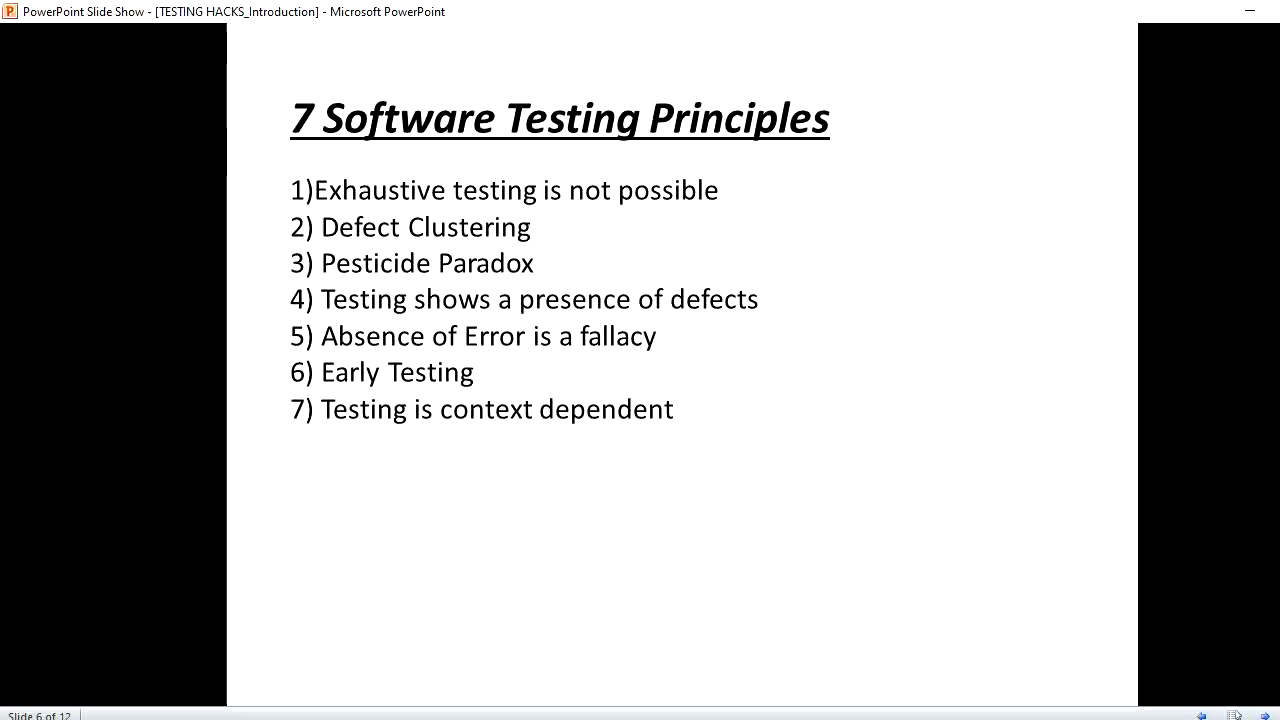 PowerPoint Slide Show - [TESTING HACKS_Introduction] - Microsoft PowerPoint
7 Software Testing Principles
1)Exhaustive testing is not possible
2) Defect Clustering
3) Pesticide Paradox
4) Testing shows a presence of defects
5) Absence of Error is a fallacy
6) Early Testing
7) Testing is context dependent
Slide 6 of 12